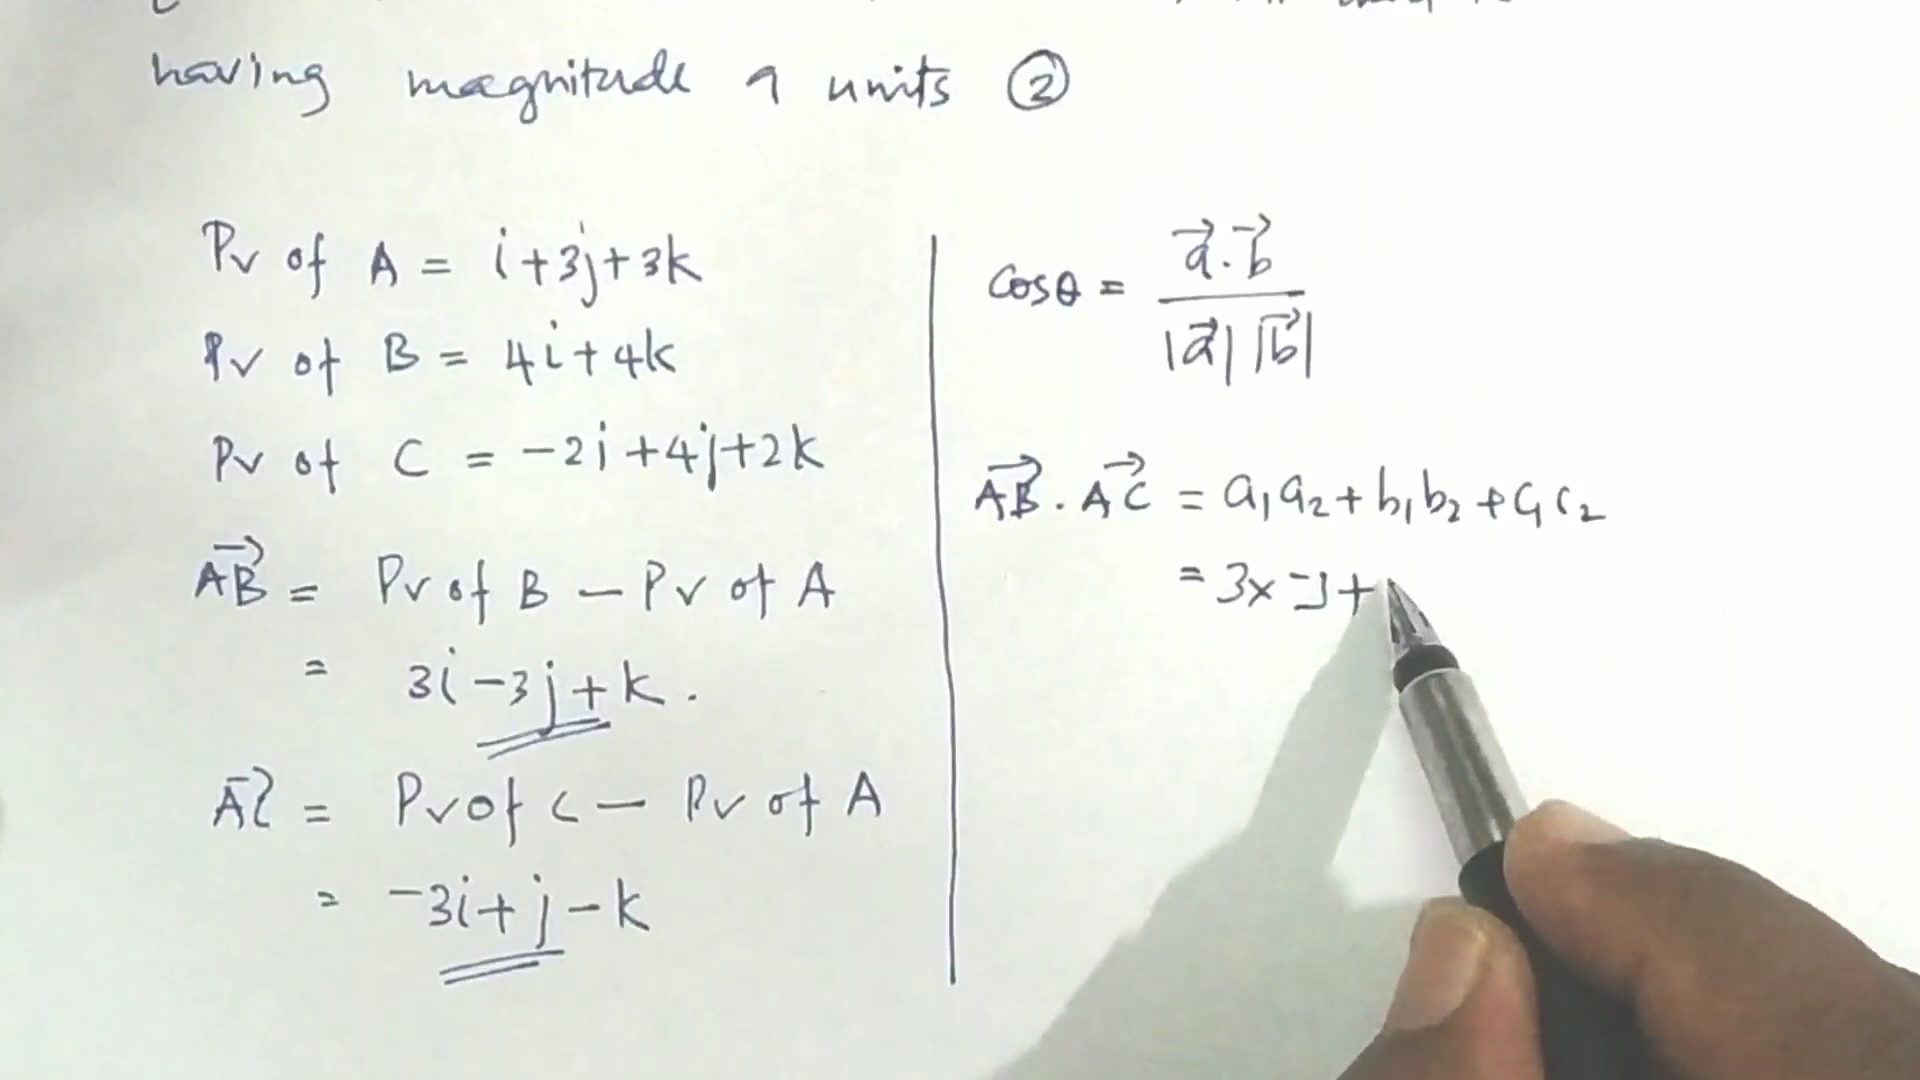 having magnitude 9 units ②
Pv of A = i+3j+3k
Pv of B = 4i+4k
Pv of C = -2i+4j+2k
AB⃗ = Pv of B - Pv of A
= 3i-3j+k.
AC⃗ = Pv of C - Pv of A
= -3i+j-k
Cosθ = a⃗.b⃗ / |a⃗| |b⃗|
AB⃗ . AC⃗ = a₁a₂+b₁b₂+c₁c₂
= 3x-3+